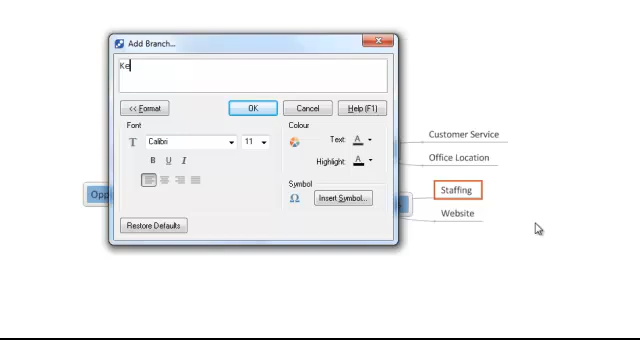 Add Branch...
Ke
<< Format OK Cancel Help (F1)
Font Colour
Calibri 11 Text: A
B U I Highlight: A
Symbol
Ω Insert Symbol...
Restore Defaults
Customer Service
Office Location
Staffing
Website